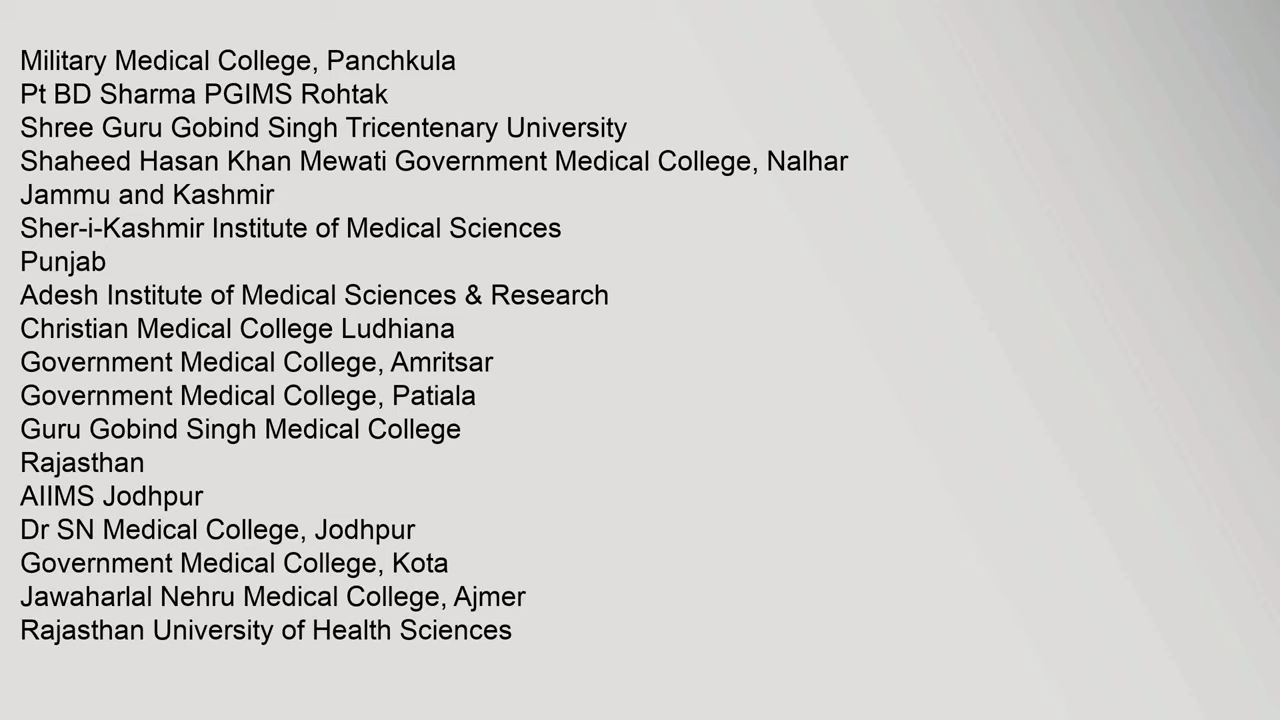 Military Medical College, Panchkula
Pt BD Sharma PGIMS Rohtak
Shree Guru Gobind Singh Tricentenary University
Shaheed Hasan Khan Mewati Government Medical College, Nalhar
Jammu and Kashmir
Sher-i-Kashmir Institute of Medical Sciences
Punjab
Adesh Institute of Medical Sciences & Research
Christian Medical College Ludhiana
Government Medical College, Amritsar
Government Medical College, Patiala
Guru Gobind Singh Medical College
Rajasthan
AIIMS Jodhpur
Dr SN Medical College, Jodhpur
Government Medical College, Kota
Jawaharlal Nehru Medical College, Ajmer
Rajasthan University of Health Sciences